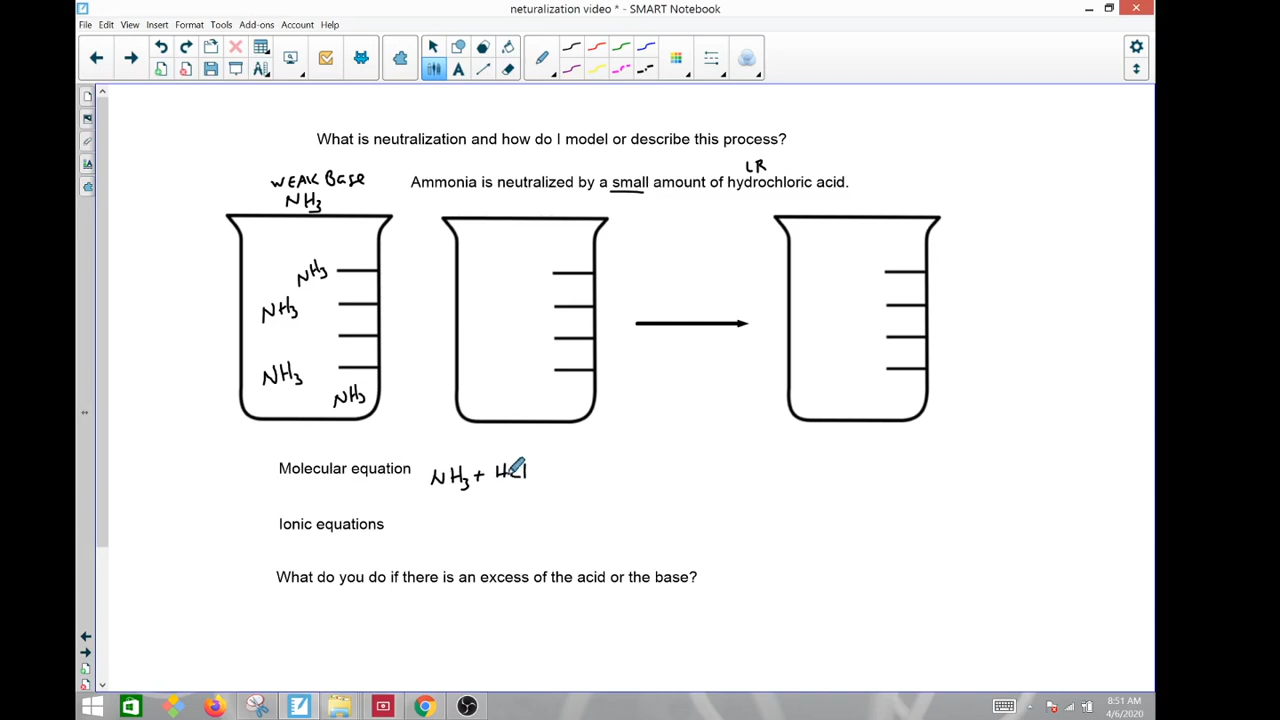 neturalization video * - SMART Notebook
File Edit View Insert Format Tools Add-ons Account Help
What is neutralization and how do I model or describe this process?
LR
WEAK Base
Ammonia is neutralized by a small amount of hydrochloric acid.
NH3
NH3
NH3
NH3
NH3
Molecular equation NH3 + HCl
Ionic equations
What do you do if there is an excess of the acid or the base?
8:51 AM
4/6/2020